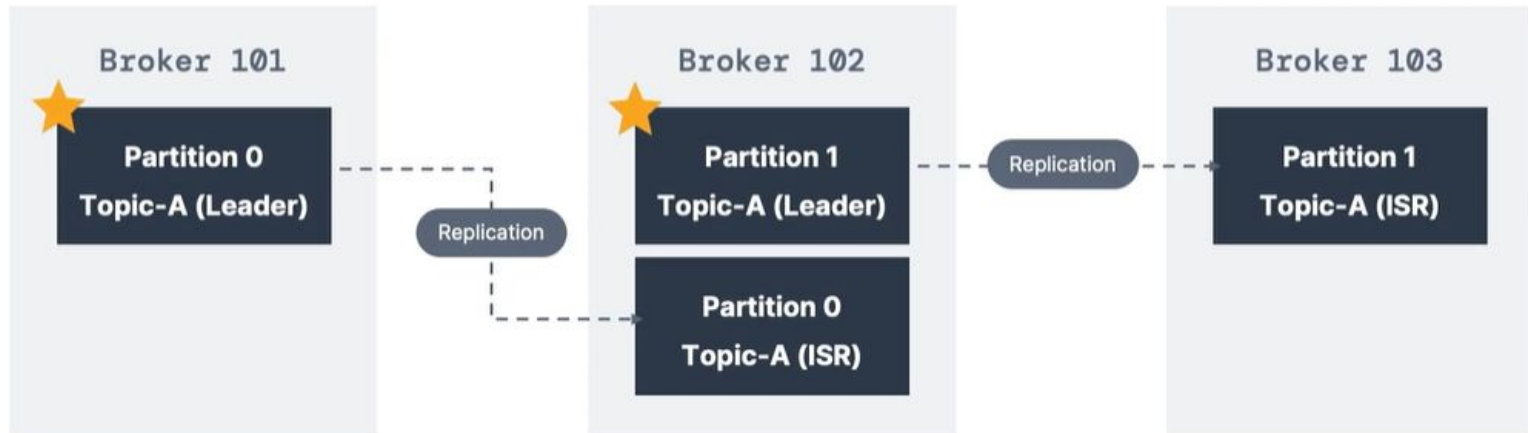 Broker 101
Partition 0
Topic-A (Leader)
Replication
Broker 102
Partition 1
Topic-A (Leader)
Partition 0
Topic-A (ISR)
Replication
Broker 103
Partition 1
Topic-A (ISR)